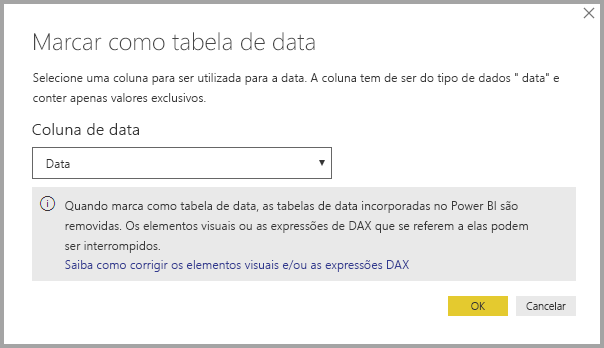 Marcar como tabela de data
Selecione uma coluna para ser utilizada para a data. A coluna tem de ser do tipo de dados " data" e
conter apenas valores exclusivos.
Coluna de data
Data
Quando marca como tabela de data, as tabelas de data incorporadas no Power BI são
removidas. Os elementos visuais ou as expressões de DAX que se referem a elas podem
ser interrompidos.
Saiba como corrigir os elementos visuais e/ou as expressões DAX
OK
Cancelar